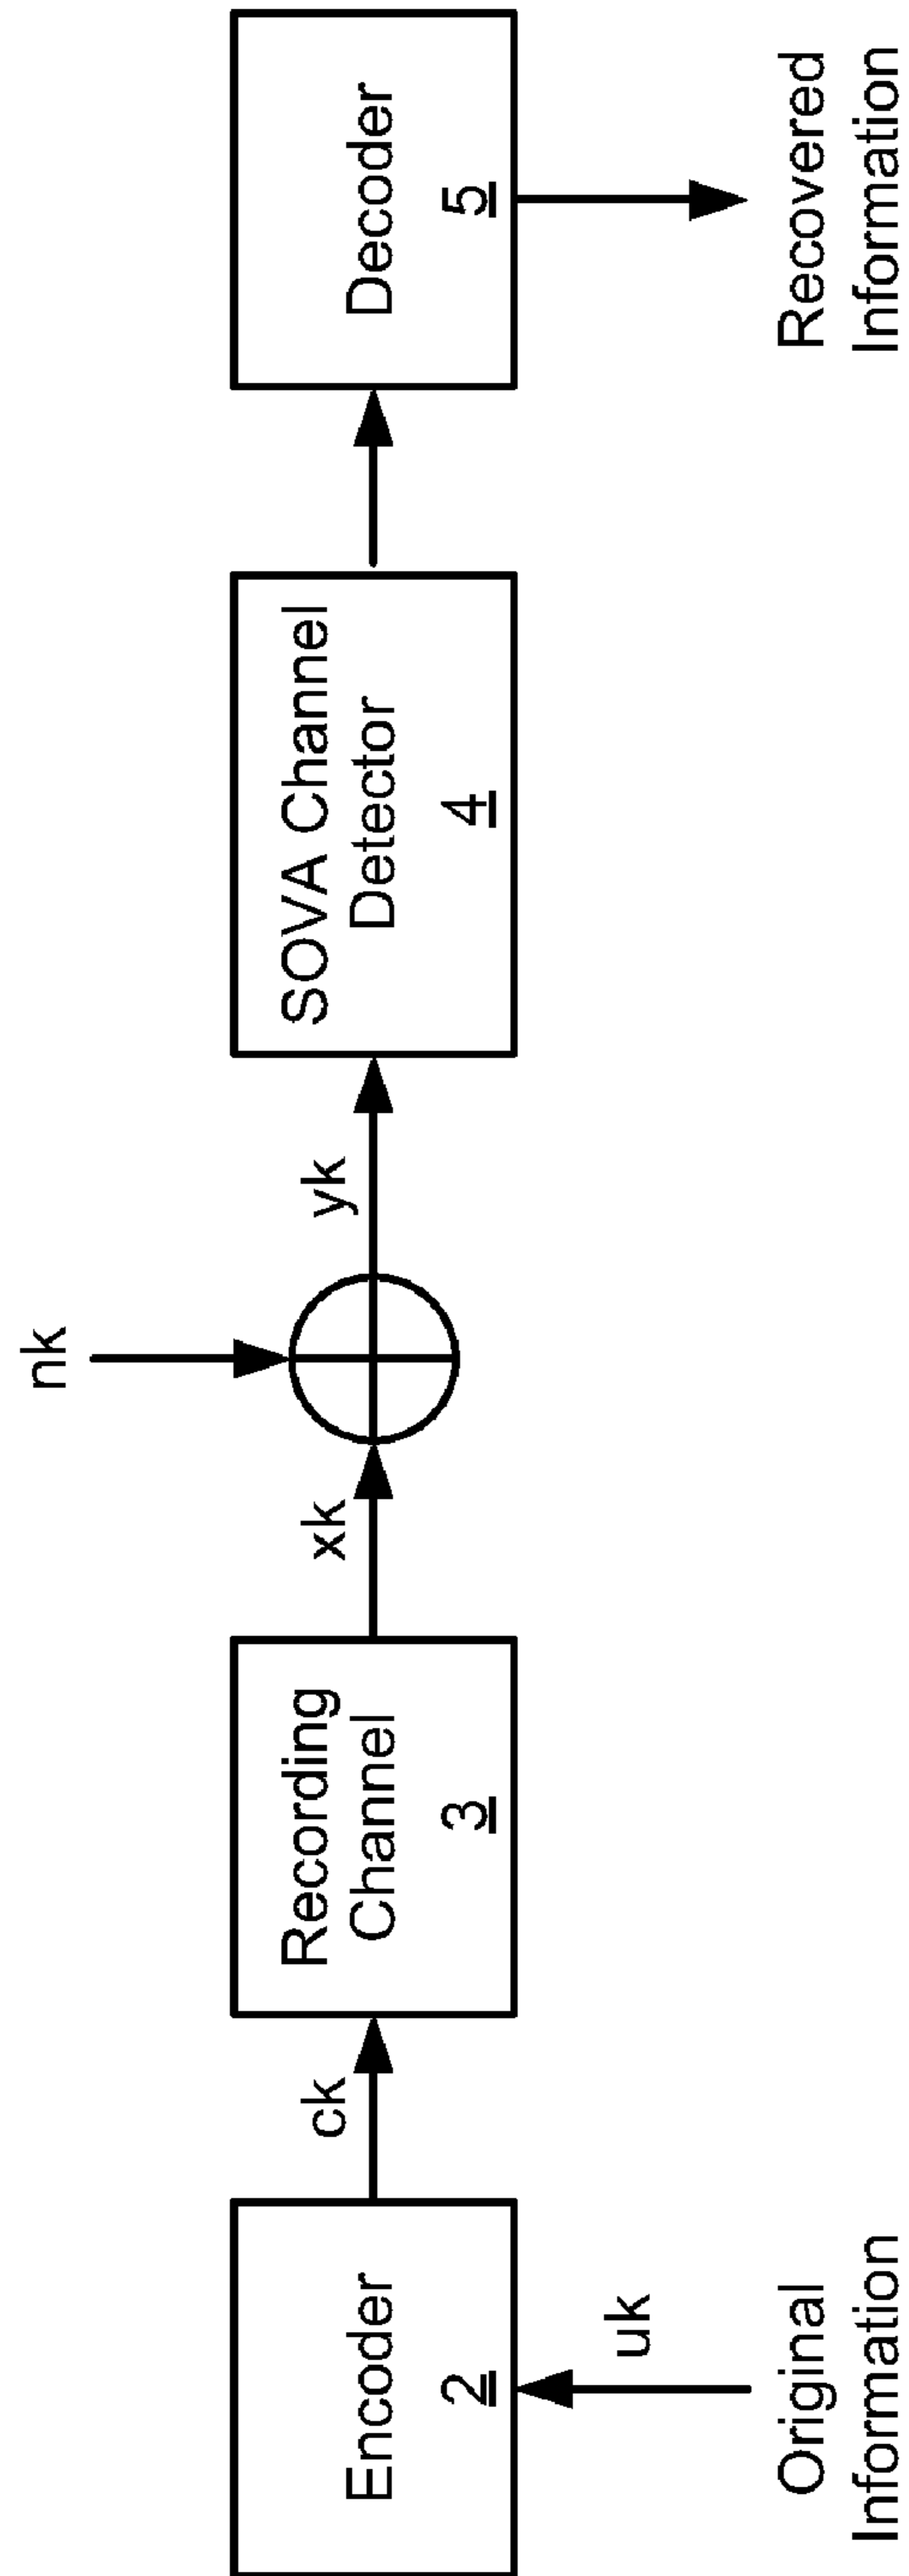 nk
Encoder
2
ck
Recording
Channel
3
xk
yk
SOVA Channel
Detector
4
Decoder
5
uk
Original
Information
Recovered
Information